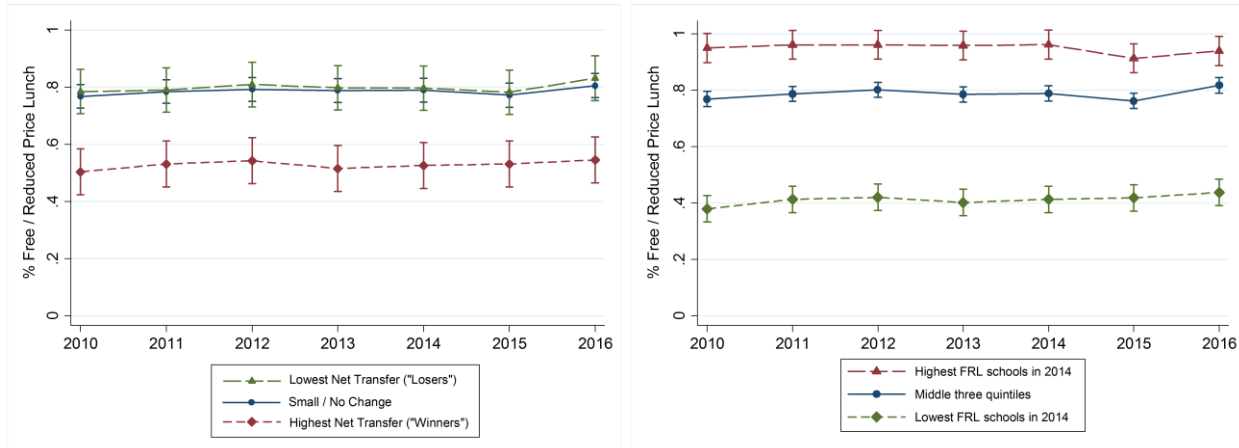 % Free / Reduced Price Lunch
1
.8
.6
.4
.2
0
2010 2011 2012 2013 2014 2015 2016
Lowest Net Transfer ("Losers")
Small / No Change
Highest Net Transfer ("Winners")
% Free / Reduced Price Lunch
1
.8
.6
.4
.2
0
2010 2011 2012 2013 2014 2015 2016
Highest FRL schools in 2014
Middle three quintiles
Lowest FRL schools in 2014